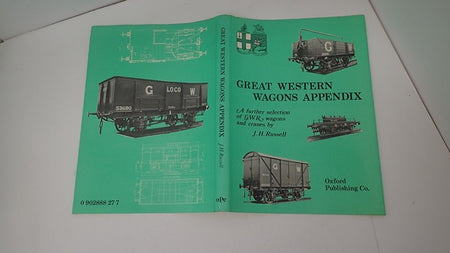 G LOCO W
53680
0 902888 27 7
GREAT WESTERN WAGONS APPENDIX
J. H. Russell
OPC
G
GREAT WESTERN
WAGONS APPENDIX
(A further selection
of GWR wagons
and cranes by
J. H. Russell
G W
Oxford
Publishing Co.